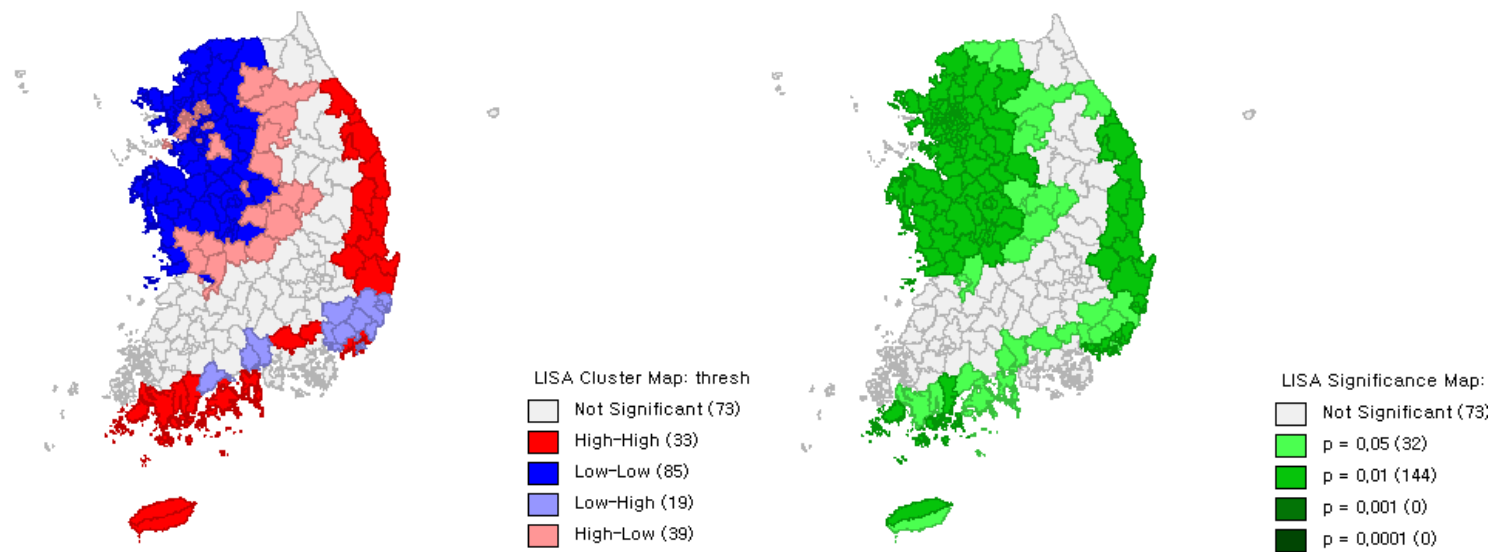 LISA Cluster Map: thresh
Not Significant (73)
High-High (33)
Low-Low (85)
Low-High (19)
High-Low (39)
LISA Significance Map:
Not Significant (73)
p = 0,05 (32)
p = 0,01 (144)
p = 0,001 (0)
p = 0,0001 (0)